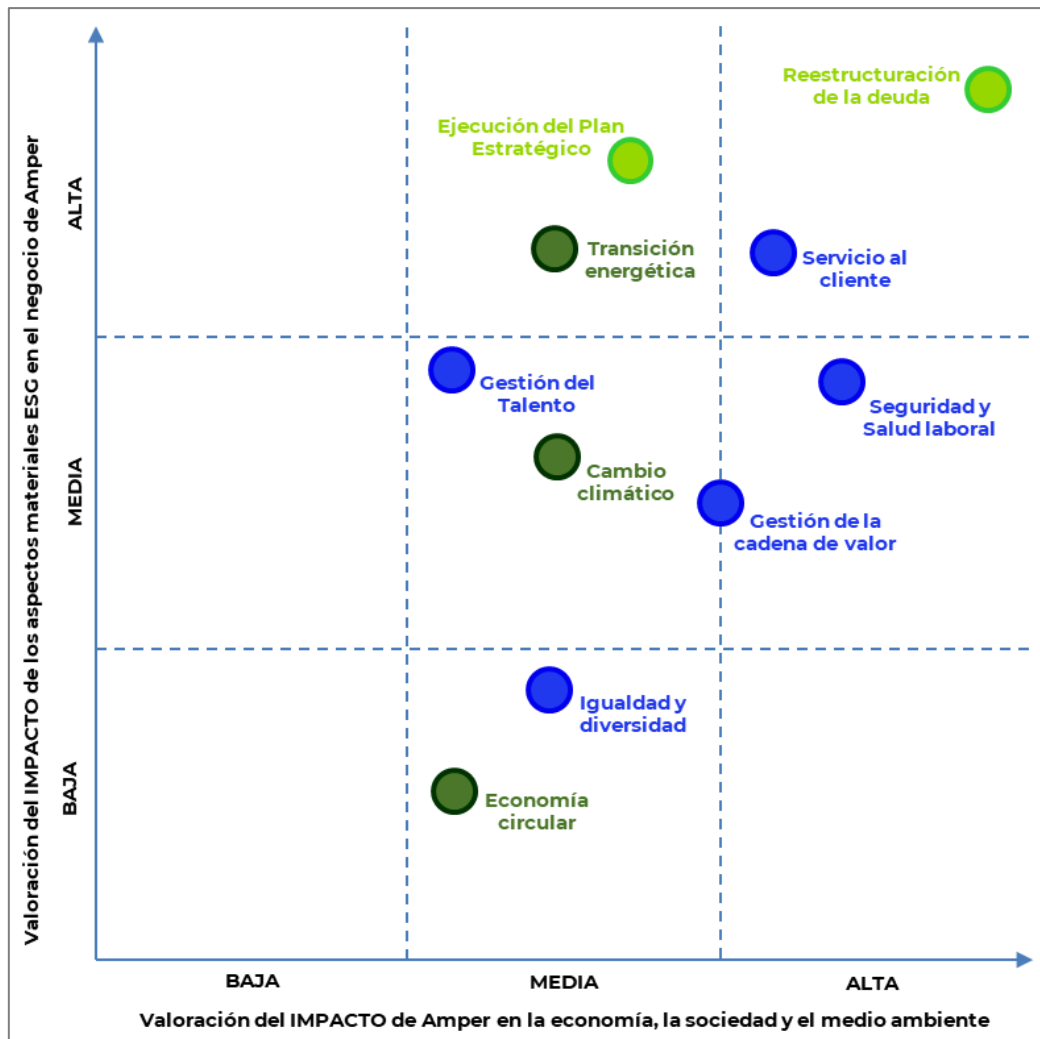 Valoración del IMPACTO de los aspectos materiales ESG en el negocio de Amper
ALTA
MEDIA
BAJA
Reestructuración
de la deuda
Ejecución del Plan
Estratégico
Transición
energética
Servicio al
cliente
Gestión del
Talento
Seguridad y
Salud laboral
Cambio
climático
Gestión de la
cadena de valor
Igualdad y
diversidad
Economía
circular
BAJA
MEDIA
ALTA
Valoración del IMPACTO de Amper en la economía, la sociedad y el medio ambiente